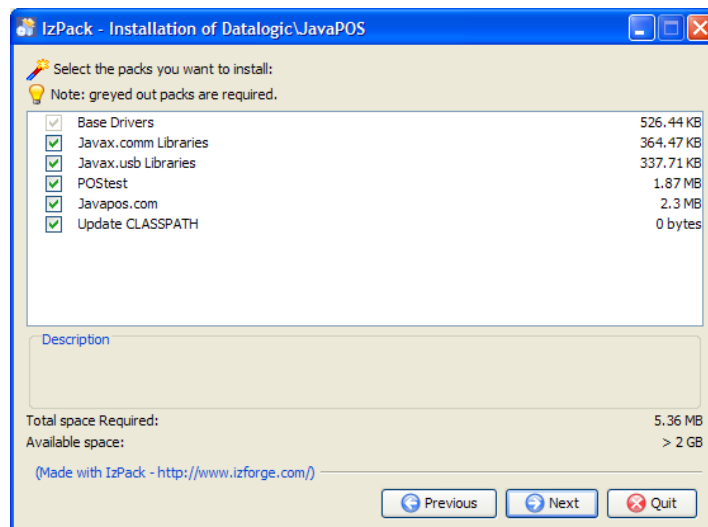 IzPack - Installation of Datalogic\JavaPOS
Select the packs you want to install:
Note: greyed out packs are required.
Base Drivers 526.44 KB
Javax.comm Libraries 364.47 KB
Javax.usb Libraries 337.71 KB
POStest 1.87 MB
Javapos.com 2.3 MB
Update CLASSPATH 0 bytes
Description
Total space Required: 5.36 MB
Available space: > 2 GB
(Made with IzPack - http://www.izforge.com/)
Previous Next Quit